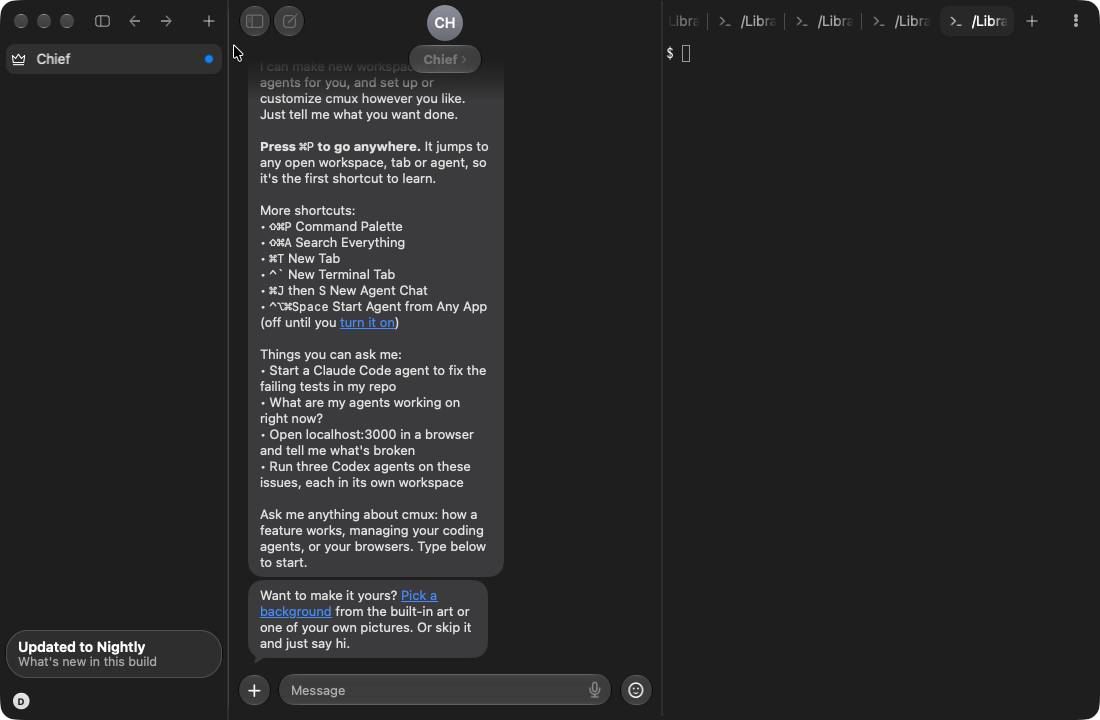 CH
/Libra
/Libra
/Libra
/Libra
Chief
Chief ›
$
I can make new
agents for you, and set up or
customize cmux however you like.
Just tell me what you want done.
Press ⌘P to go anywhere. It jumps to
any open workspace, tab or agent, so
it's the first shortcut to learn.
More shortcuts:
• ⇧⌘P Command Palette
• ⇧⌘A Search Everything
• ⌘T New Tab
• ^` New Terminal Tab
• ⌘J then S New Agent Chat
• ^⌥⌘Space Start Agent from Any App
(off until you turn it on)
Things you can ask me:
• Start a Claude Code agent to fix the
failing tests in my repo
• What are my agents working on
right now?
• Open localhost:3000 in a browser
and tell me what's broken
• Run three Codex agents on these
issues, each in its own workspace
Ask me anything about cmux: how a
feature works, managing your coding
agents, or your browsers. Type below
to start.
Want to make it yours? Pick a
background from the built-in art or
one of your own pictures. Or skip it
and just say hi.
Updated to Nightly
What's new in this build
Message
D